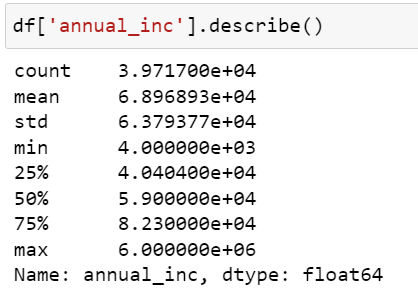 df['annual_inc'].describe()
count 3.971700e+04
mean 6.896893e+04
std 6.379377e+04
min 4.000000e+03
25% 4.040400e+04
50% 5.900000e+04
75% 8.230000e+04
max 6.000000e+06
Name: annual_inc, dtype: float64